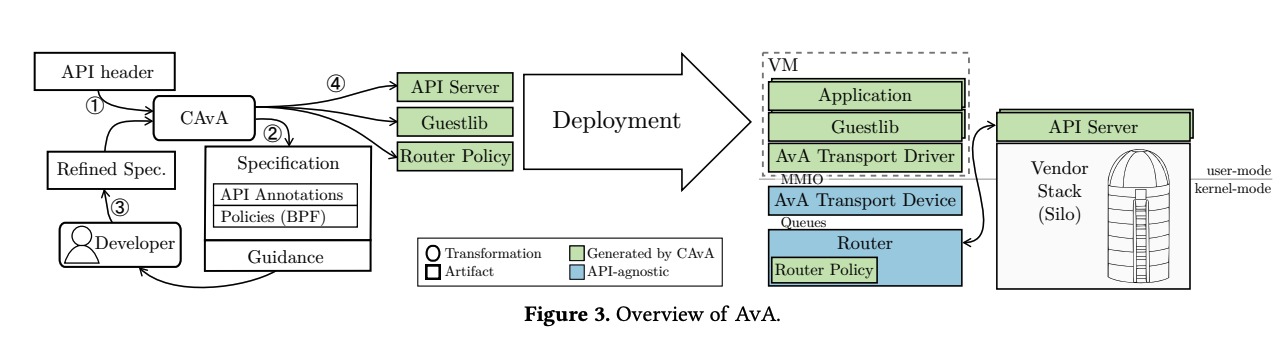 API header
①
CAvA
②
④
Refined Spec.
③
Developer
Specification
API Annotations
Policies (BPF)
Guidance
API Server
Guestlib
Router Policy
Deployment
Transformation
Artifact
Generated by CAvA
API-agnostic
VM
Application
Guestlib
AvA Transport Driver
MMIO
AvA Transport Device
Queues
Router
Router Policy
API Server
Vendor
Stack
(Silo)
user-mode
kernel-mode
Figure 3. Overview of AvA.